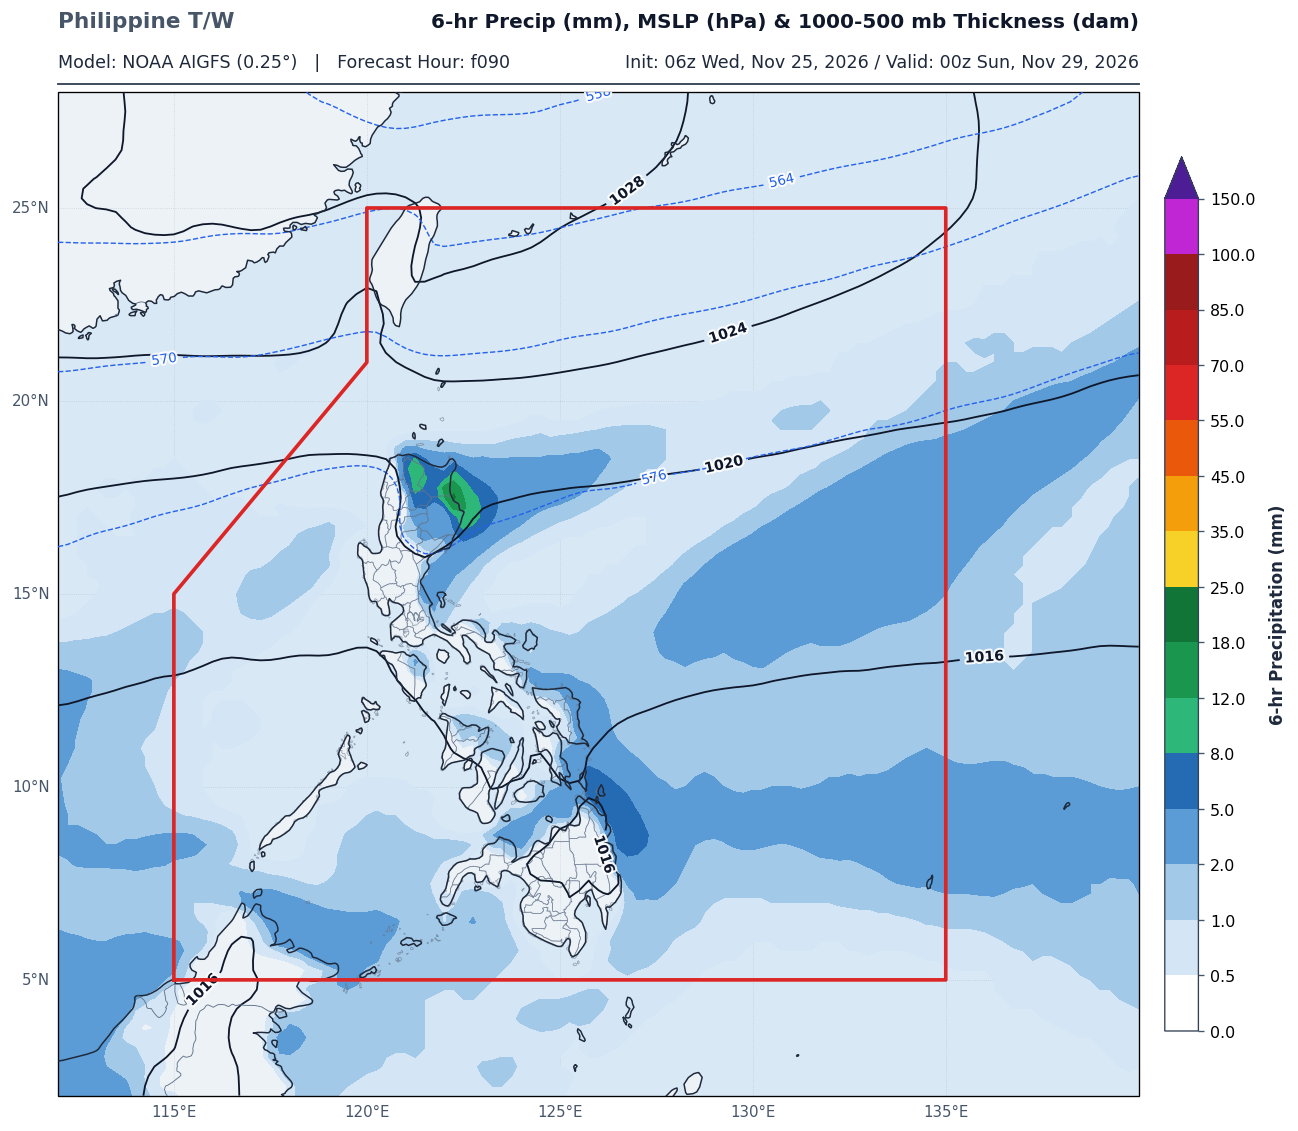 Philippine T/W
6-hr Precip (mm), MSLP (hPa) & 1000-500 mb Thickness (dam)
Model: NOAA AIGFS (0.25°) | Forecast Hour: f090
Init: 06z Wed, Nov 25, 2026 / Valid: 00z Sun, Nov 29, 2026
558
564
1028
25°N
1024
570
20°N
1020
576
15°N
1016
10°N
1016
5°N
1016
115°E
120°E
125°E
130°E
135°E
150.0
100.0
85.0
70.0
55.0
45.0
35.0
25.0
18.0
12.0
8.0
5.0
2.0
1.0
0.5
0.0
6-hr Precipitation (mm)